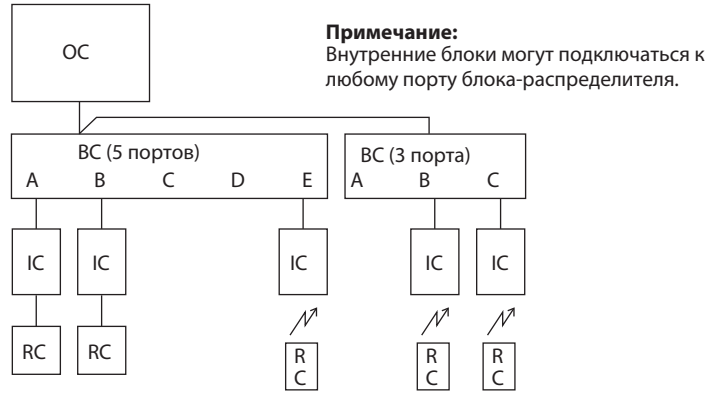 Примечание:
Внутренние блоки могут подключаться к
любому порту блока-распределителя.
OC
BC (5 портов)
A B C D E
BC (3 порта)
A B C
IC IC IC IC IC
RC RC
R
C
R
C
R
C